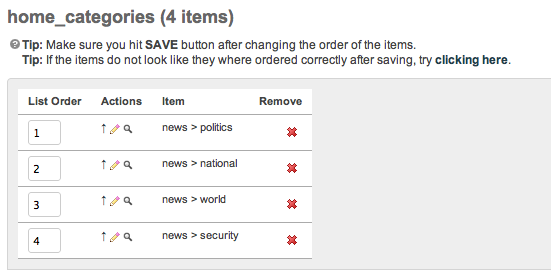 home_categories (4 items)
Tip: Make sure you hit SAVE button after changing the order of the items.
Tip: If the items do not look like they where ordered correctly after saving, try clicking here.
List Order Actions Item Remove
1 news > politics
2 news > national
3 news > world
4 news > security